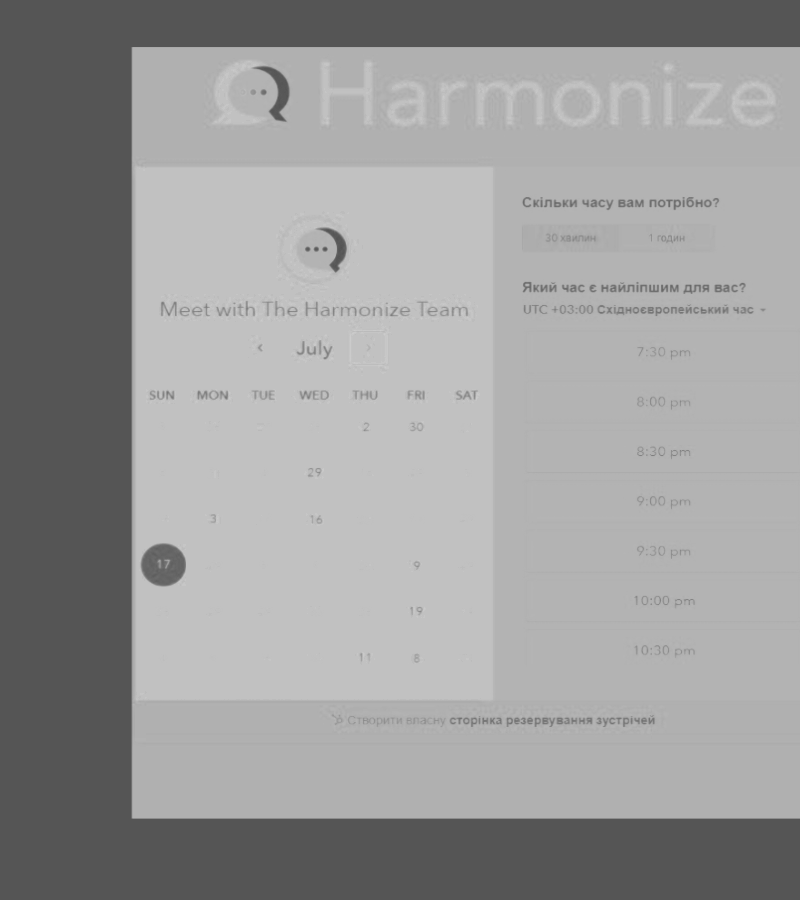 Harmonize
Meet with The Harmonize Team
July
SUN MON TUE WED THU FRI SAT
2 30
29
3 16
17 9
19
11 8
Скільки часу вам потрібно?
30 хвилин 1 годин
Який час є найліпшим для вас?
UTC +03:00 Східноєвропейський час
7:30 pm
8:00 pm
8:30 pm
9:00 pm
9:30 pm
10:00 pm
10:30 pm
Створити власну сторінка резервування зустрічей